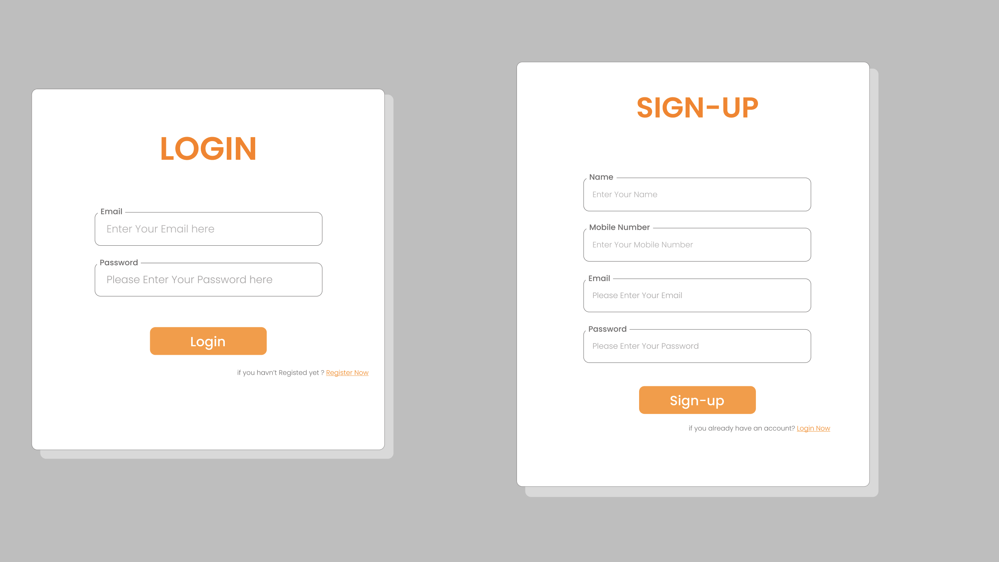 LOGIN
Email
Enter Your Email here
Password
Please Enter Your Password here
Login
if you havn't Registed yet ? Register Now
SIGN-UP
Name
Enter Your Name
Mobile Number
Enter Your Mobile Number
Email
Please Enter Your Email
Password
Please Enter Your Password
Sign-up
if you already have an account? Login Now